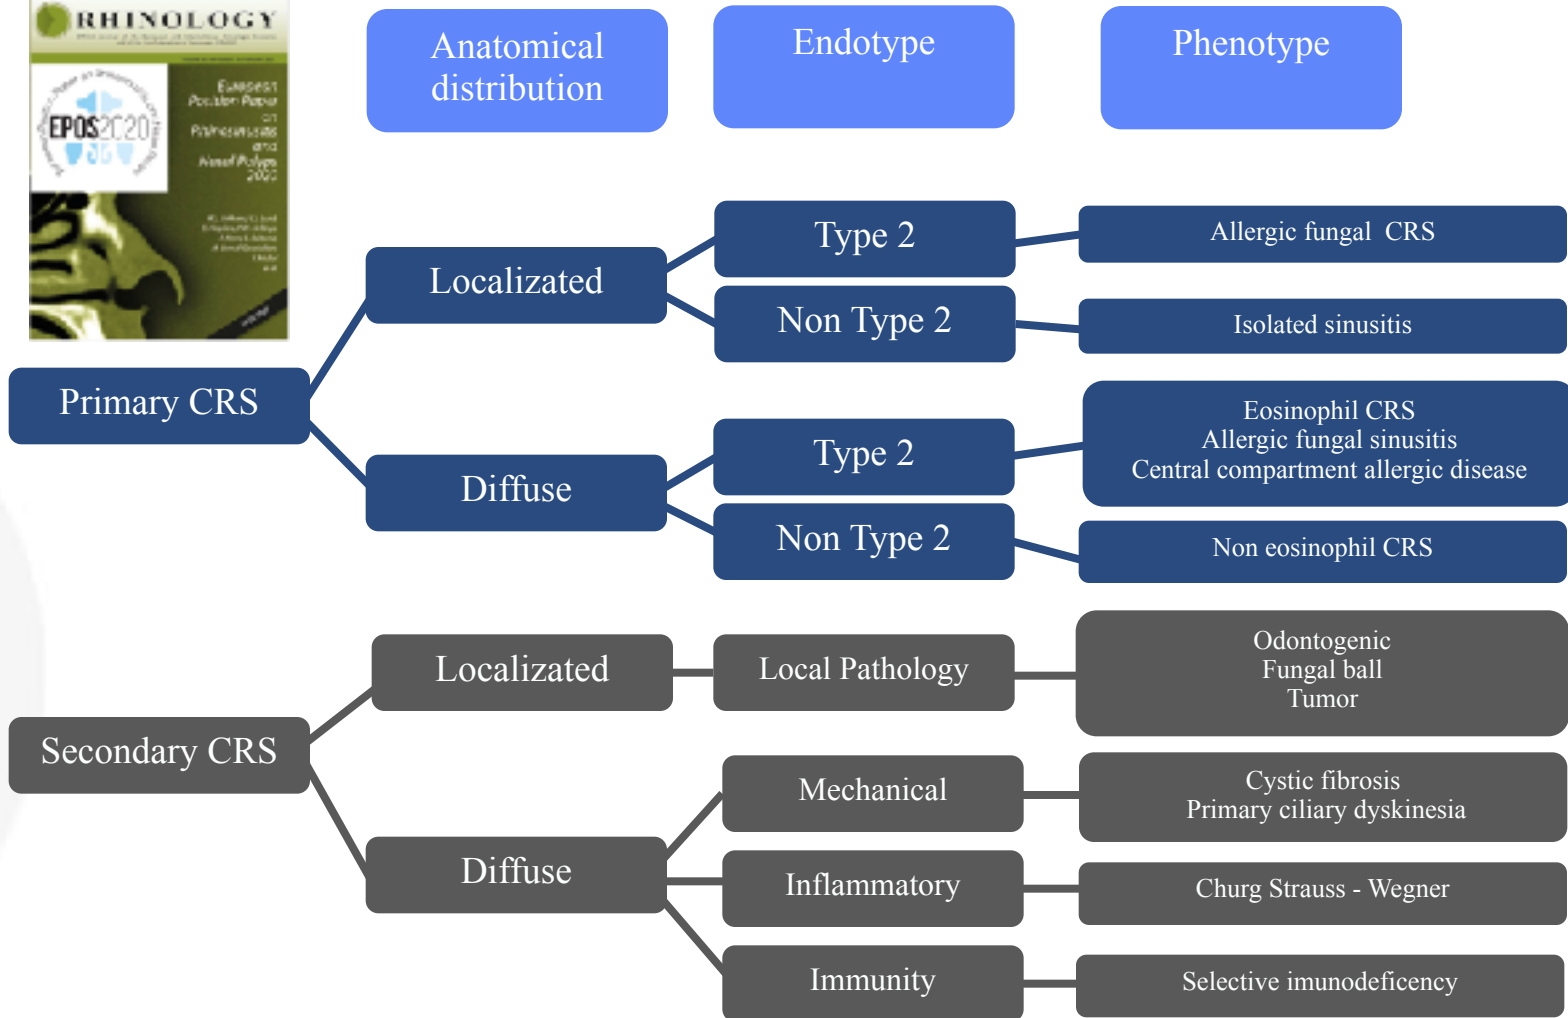 RHINOLOGY
EPOS2020
European
Position Paper
on
Rhinosinusitis
and
Nasal Polyps
2020
Anatomical
distribution
Endotype
Phenotype
Primary CRS
Localizated
Type 2
Allergic fungal  CRS
Non Type 2
Isolated sinusitis
Diffuse
Type 2
Eosinophil CRS
Allergic fungal sinusitis
Central compartment allergic disease
Non Type 2
Non eosinophil CRS
Secondary CRS
Localizated
Local Pathology
Odontogenic
Fungal ball
Tumor
Diffuse
Mechanical
Cystic fibrosis
Primary ciliary dyskinesia
Inflammatory
Churg Strauss - Wegner
Immunity
Selective imunodeficency